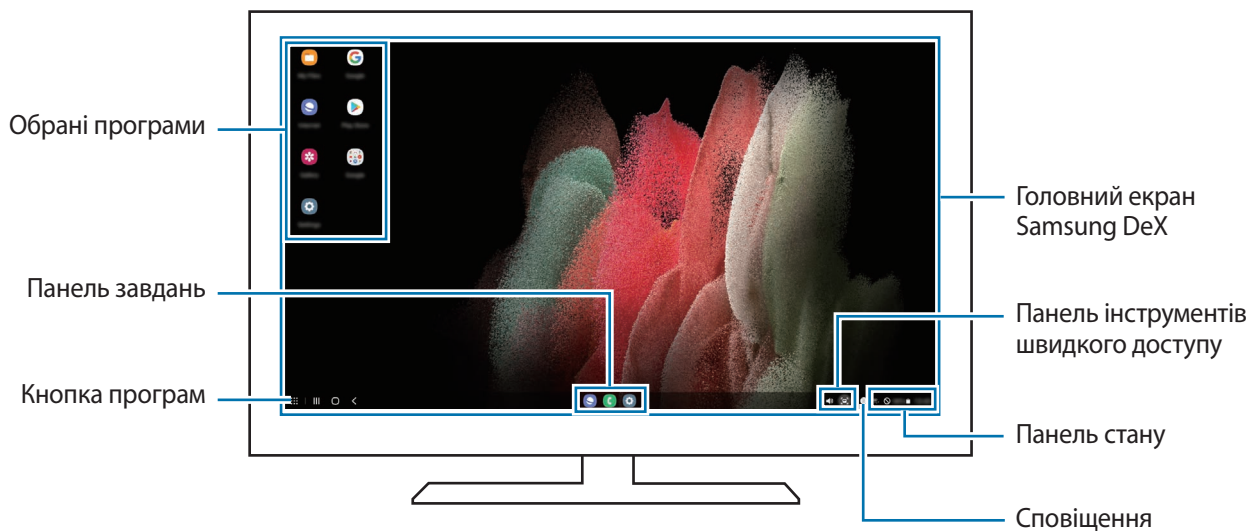 Обрані програми
Панель завдань
Кнопка програм
Головний екран
Samsung DeX
Панель інструментів
швидкого доступу
Панель стану
Сповіщення